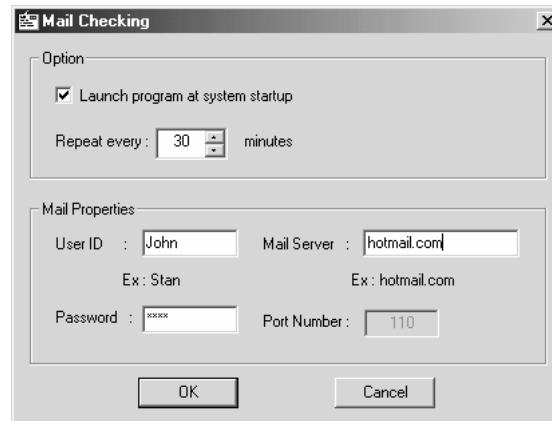 Mail Checking
Option
Launch program at system startup
Repeat every : 30 minutes
Mail Properties
User ID : John Mail Server : hotmail.com
Ex : Stan Ex : hotmail.com
Password : **** Port Number : 110
OK Cancel